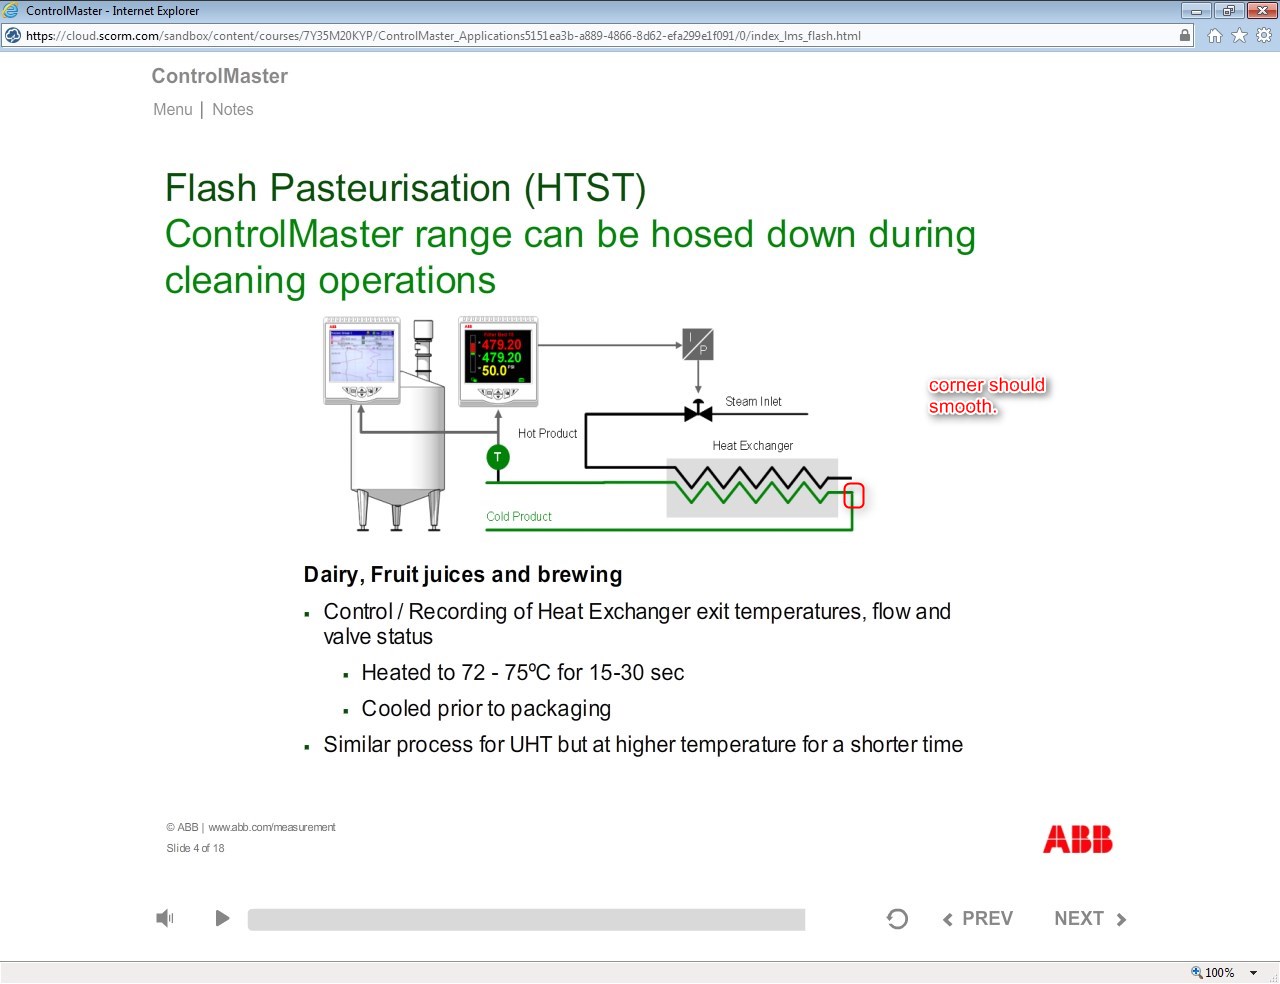 ControlMaster - Internet Explorer
https://cloud.scorm.com/sandbox/content/courses/7Y35M20KYP/ControlMaster_Applications5151ea3b-a889-4866-8d62-efa299e1f091/0/index_lms_flash.html
ControlMaster
Menu | Notes
Flash Pasteurisation (HTST)
ControlMaster range can be hosed down during
cleaning operations
ABB
ABB
479.20
479.20
50.0
I
P
Steam Inlet
corner should
smooth.
Hot Product
Heat Exchanger
T
Cold Product
Dairy, Fruit juices and brewing
▪ Control / Recording of Heat Exchanger exit temperatures, flow and
valve status
▪ Heated to 72 - 75ºC for 15-30 sec
▪ Cooled prior to packaging
▪ Similar process for UHT but at higher temperature for a shorter time
© ABB | www.abb.com/measurement
Slide 4 of 18
ABB
PREV
NEXT
100%